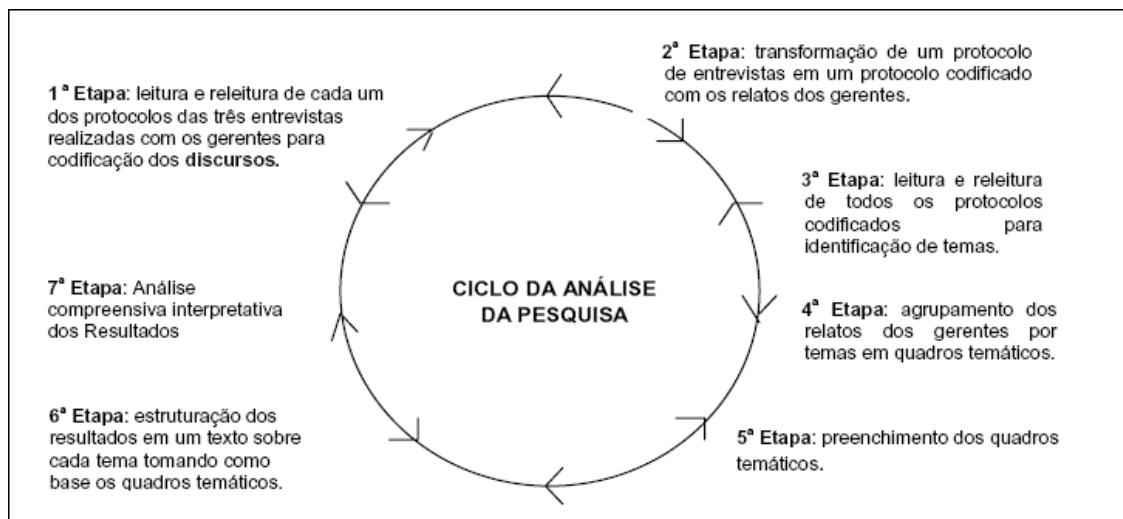 1ª Etapa: leitura e releitura de cada um
dos protocolos das três entrevistas
realizadas com os gerentes para
codificação dos discursos.
2ª Etapa: transformação de um protocolo
de entrevistas em um protocolo codificado
com os relatos dos gerentes.
3ª Etapa: leitura e releitura
de todos os protocolos
codificados para
identificação de temas.
4ª Etapa: agrupamento dos
relatos dos gerentes por
temas em quadros temáticos.
5ª Etapa: preenchimento dos quadros
temáticos.
6ª Etapa: estruturação dos
resultados em um texto sobre
cada tema tomando como
base os quadros temáticos.
7ª Etapa: Análise
compreensiva interpretativa
dos Resultados
CICLO DA ANÁLISE
DA PESQUISA